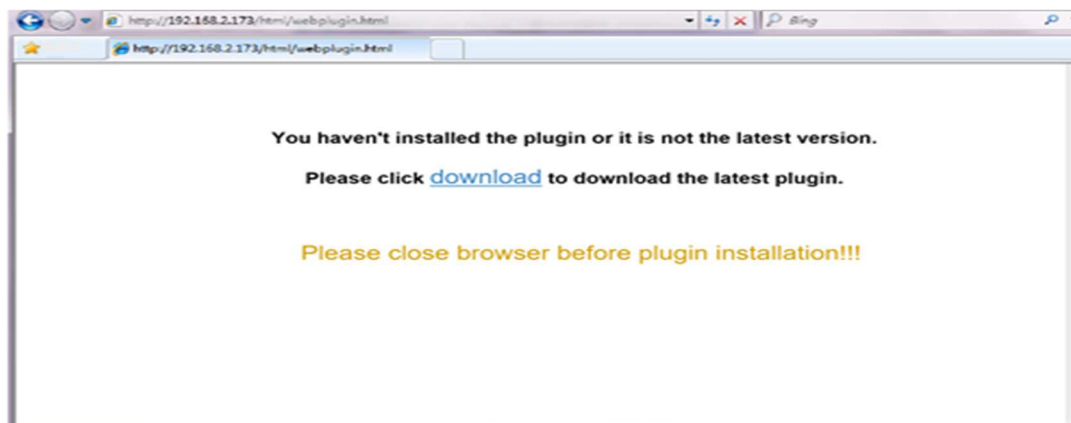 http://192.168.2.173/html/webplugin.html
Bing
http://192.168.2.173/html/webplugin.html
You haven't installed the plugin or it is not the latest version.
Please click download to download the latest plugin.
Please close browser before plugin installation!!!